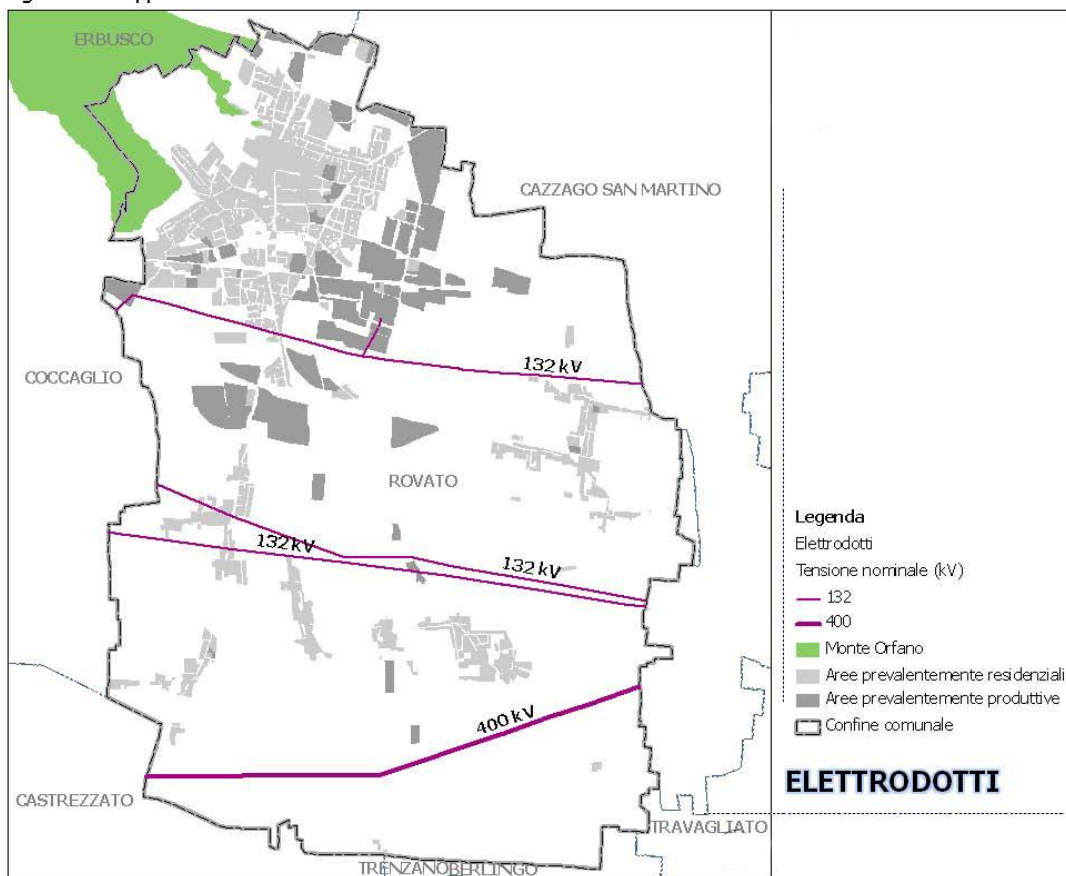 ERBUSCO
CAZZAGO SAN MARTINO
132 kV
COCCAGLIO
ROVATO
132 kV
132 kV
400 kV
CASTREZZATO
TRAVAGLIATO
TRENZANO BERLINGO
Legenda
Elettrodotti
Tensione nominale (kV)
132
400
Monte Orfano
Aree prevalentemente residenziali
Aree prevalentemente produttive
Confine comunale
ELETTRODOTTI